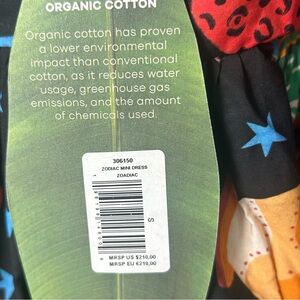 ORGANIC COTTON
Organic cotton has proven
a lower environmental
impact than conventional
cotton, as it reduces water
usage, greenhouse gas
emissions, and the amount
of chemicals used.
306150
ZODIAC MINI DRESS
ZOADIAC
S
MRSP US $210,00
MRSP EU €210,00